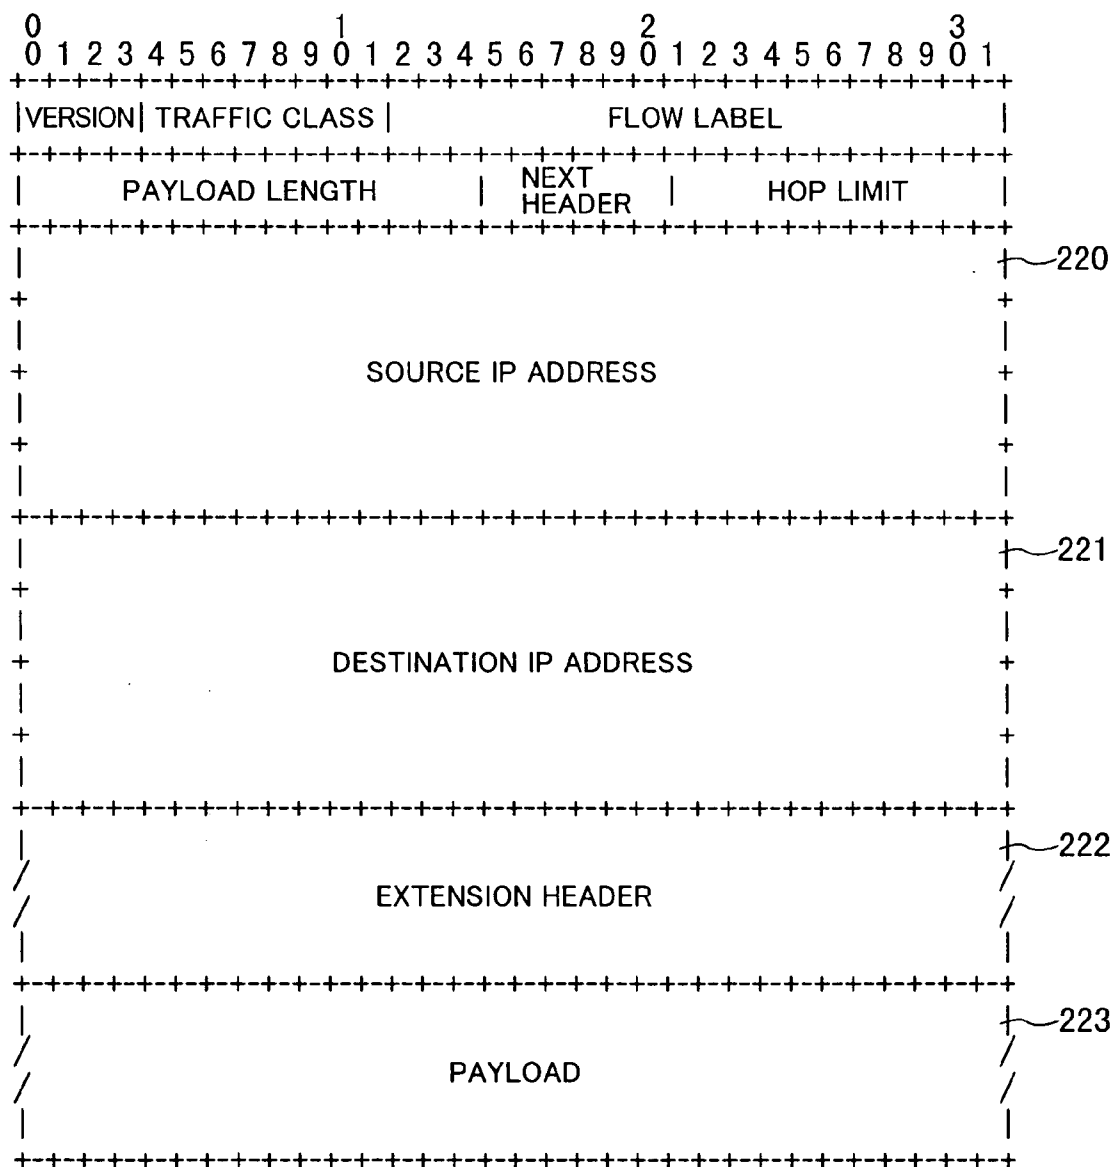 0 1 2 3
0 1 2 3 4 5 6 7 8 9 0 1 2 3 4 5 6 7 8 9 0 1 2 3 4 5 6 7 8 9 0 1
VERSION| TRAFFIC CLASS | FLOW LABEL
PAYLOAD LENGTH | NEXT HEADER | HOP LIMIT
220
SOURCE IP ADDRESS
221
DESTINATION IP ADDRESS
222
EXTENSION HEADER
223
PAYLOAD